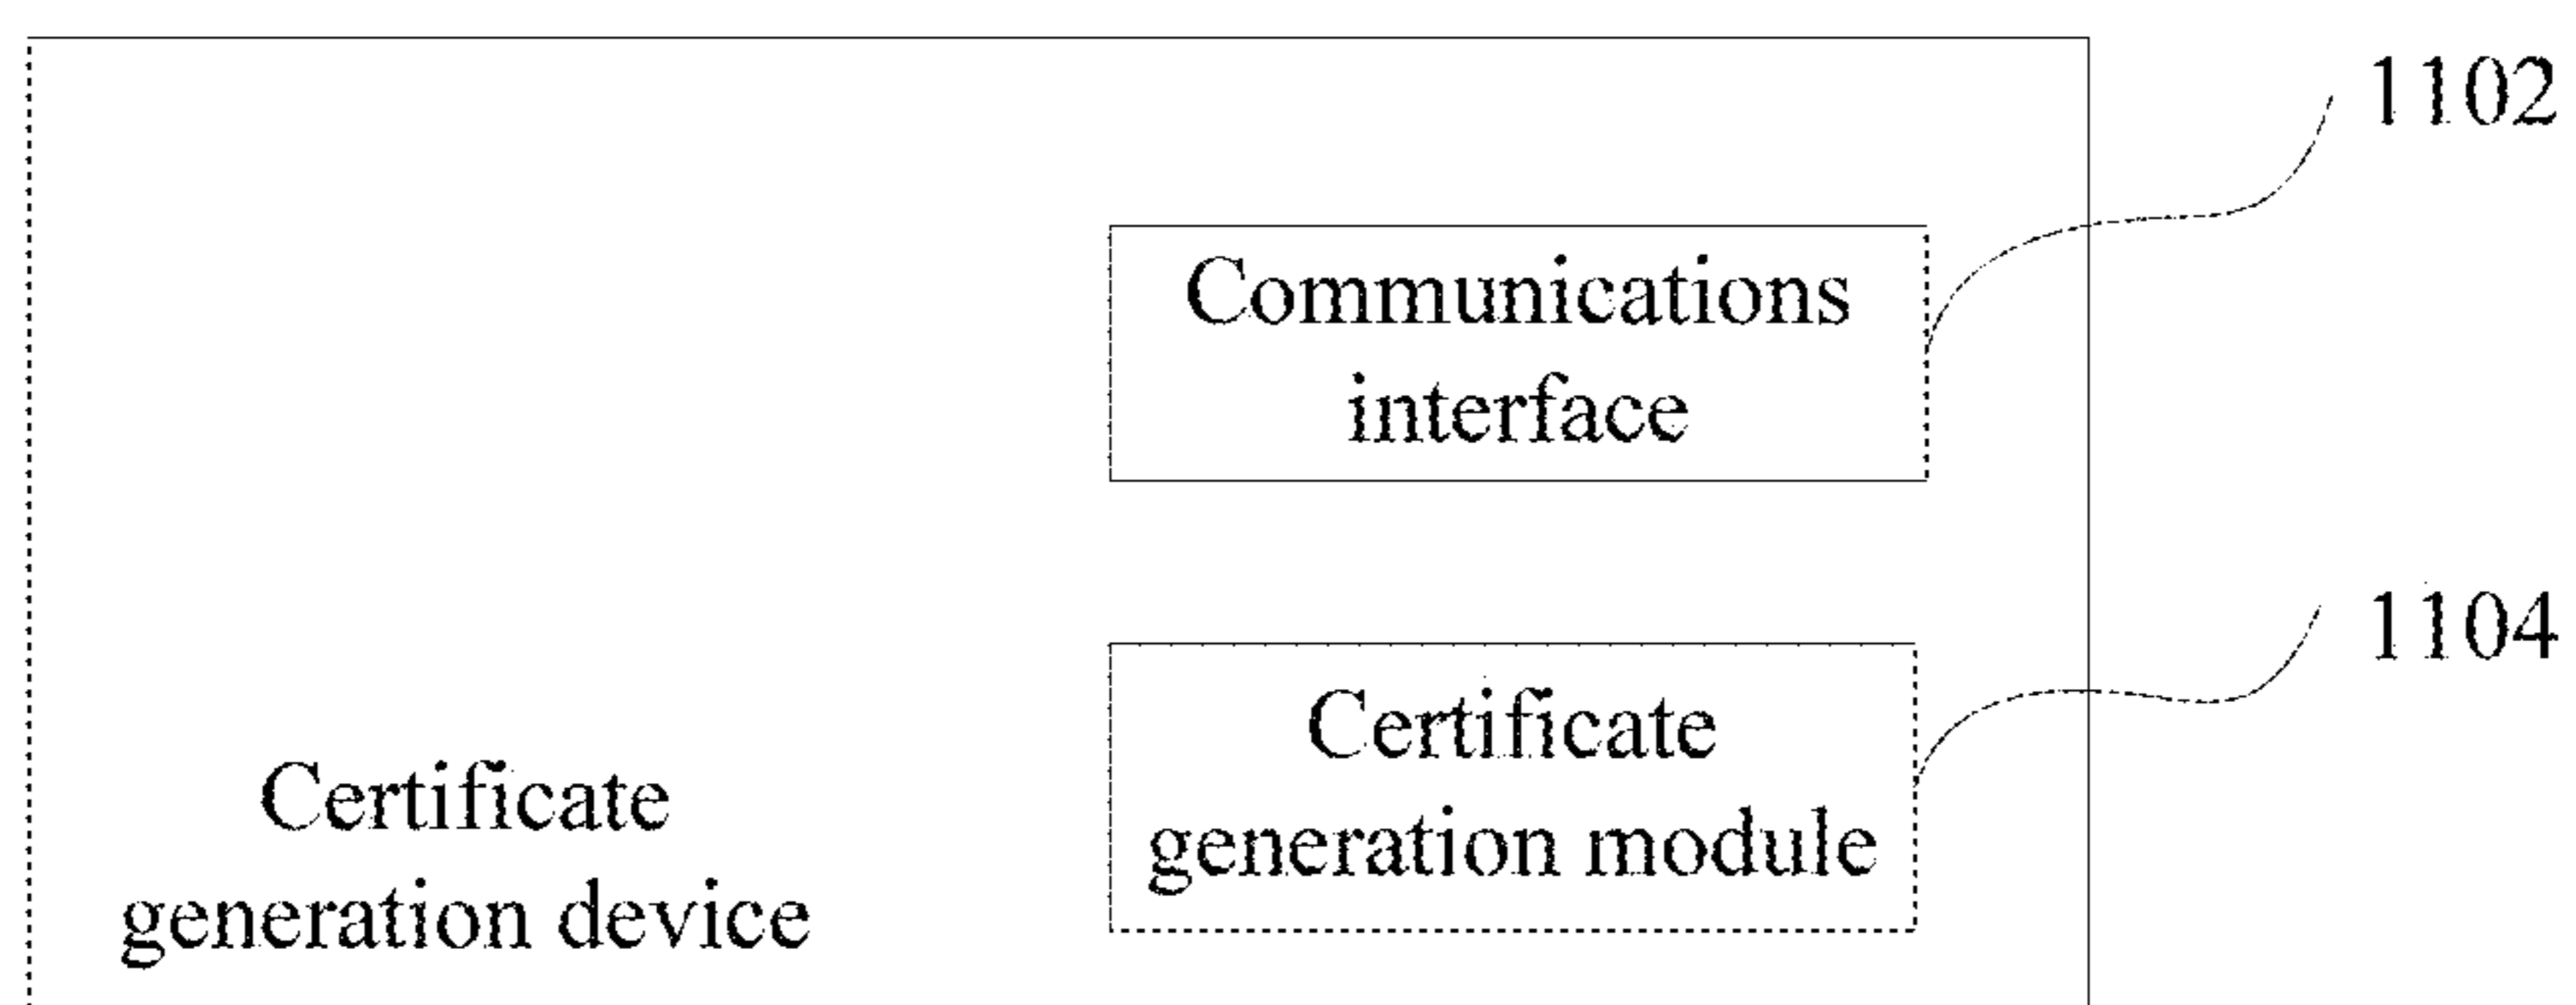 1102
Communications
interface
1104
Certificate
generation module
Certificate
generation device